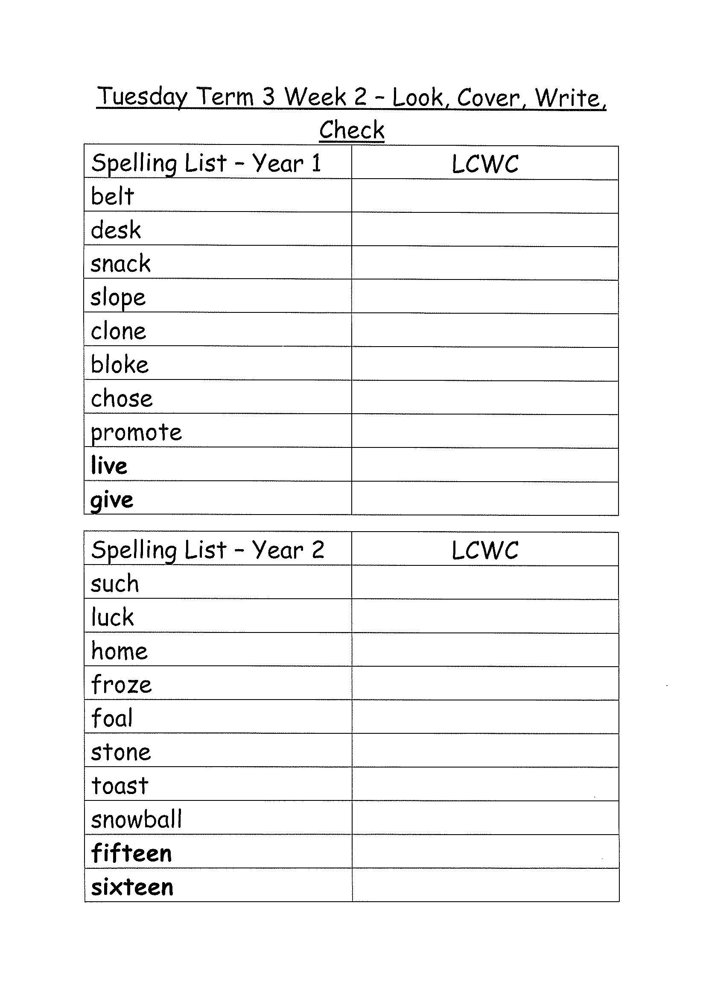 Tuesday Term 3 Week 2 – Look, Cover, Write,
Check
Spelling List – Year 1 LCWC
belt
desk
snack
slope
clone
bloke
chose
promote
live
give
Spelling List – Year 2 LCWC
such
luck
home
froze
foal
stone
toast
snowball
fifteen
sixteen